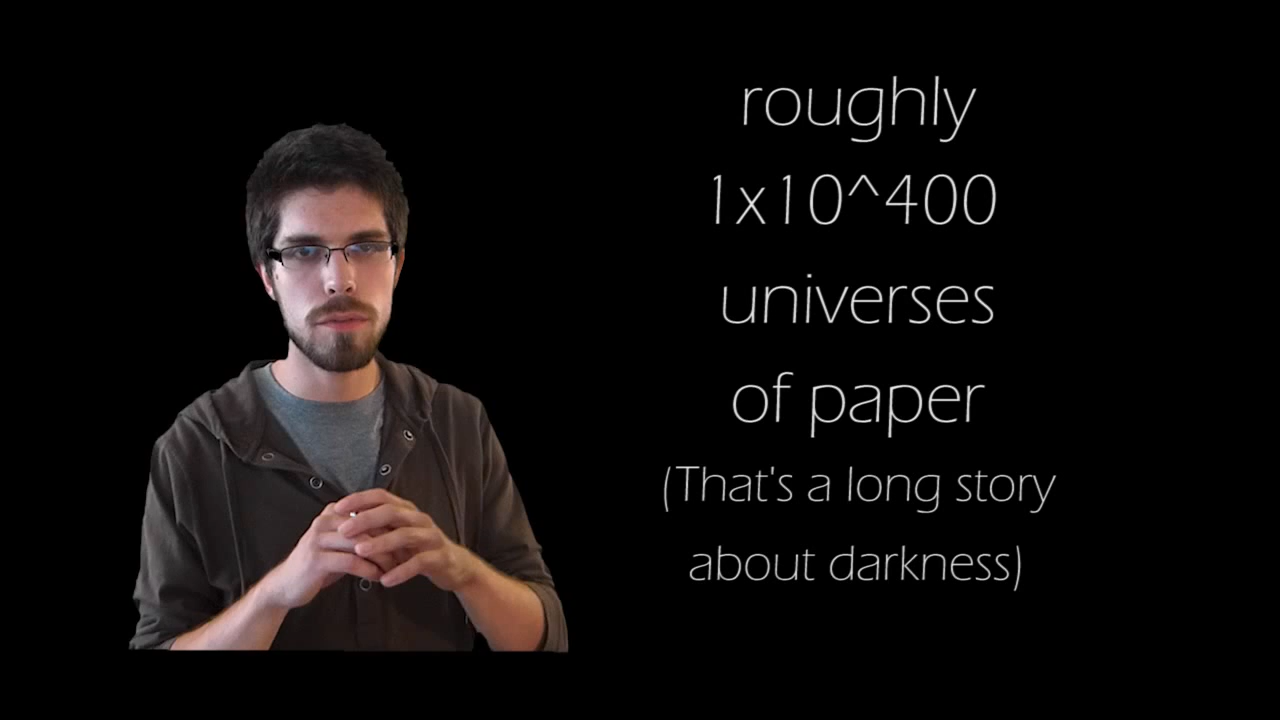 roughly
1x10^400
universes
of paper
(That's a long story
about darkness)